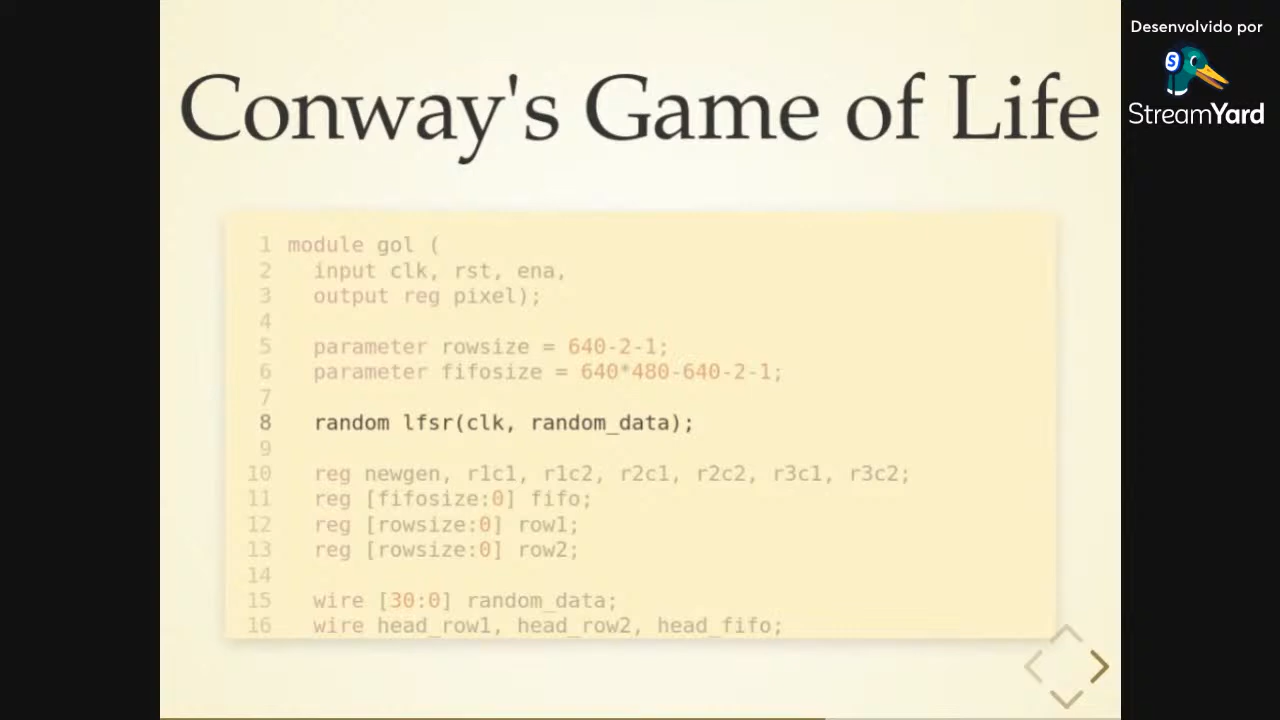 Conway's Game of Life
1 module gol (
2   input clk, rst, ena,
3   output reg pixel);
4
5   parameter rowsize = 640-2-1;
6   parameter fifosize = 640*480-640-2-1;
7
8   random lfsr(clk, random_data);
9
10   reg newgen, r1c1, r1c2, r2c1, r2c2, r3c1, r3c2;
11   reg [fifosize:0] fifo;
12   reg [rowsize:0] row1;
13   reg [rowsize:0] row2;
14
15   wire [30:0] random_data;
16   wire head_row1, head_row2, head_fifo;
Desenvolvido por
S
StreamYard